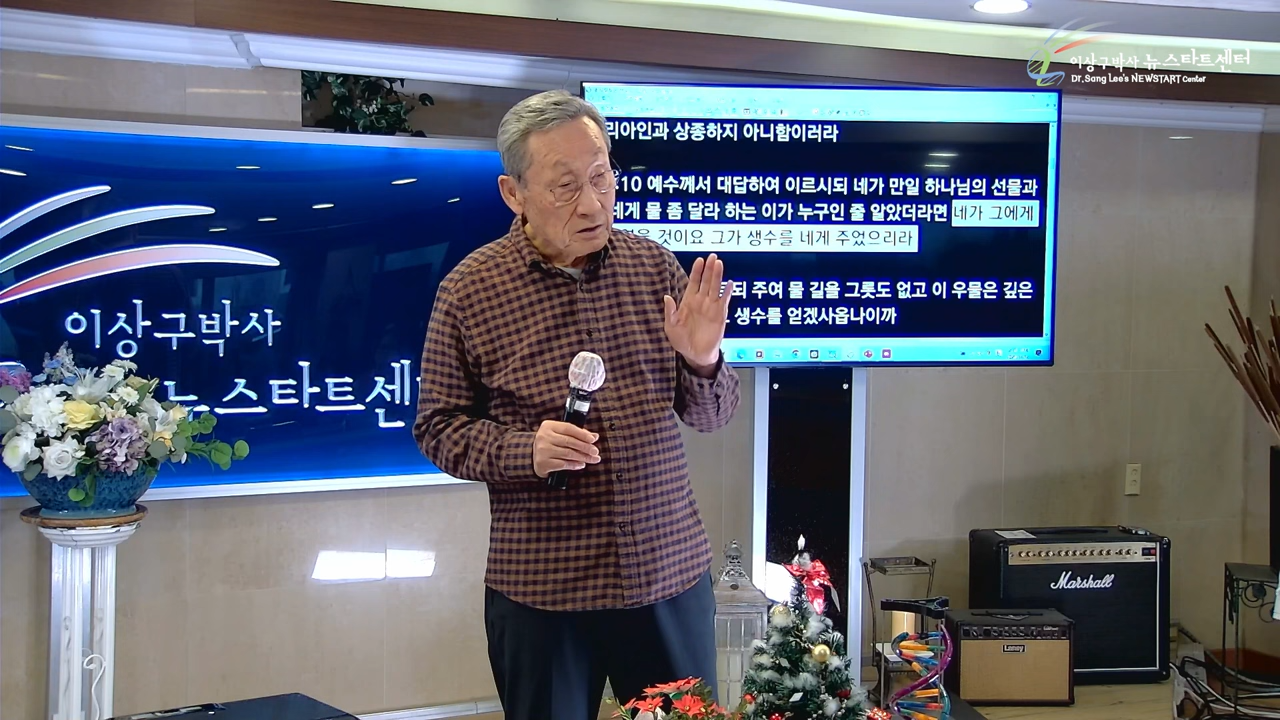 이상구박사 뉴스타트센터
Dr. Sang Lee's NEWSTART Center
리아인과 상종하지 아니함이러라
:10 예수께서 대답하여 이르시되 네가 만일 하나님의 선물과
네게 물 좀 달라 하는 이가 누구인 줄 알았더라면 네가 그에게
것이요 그가 생수를 네게 주었으리라
되 주여 물 길을 그릇도 없고 이 우물은 깊은
생수를 얻겠사옵나이까
이상구박사
뉴스타트센
Marshall
Laney